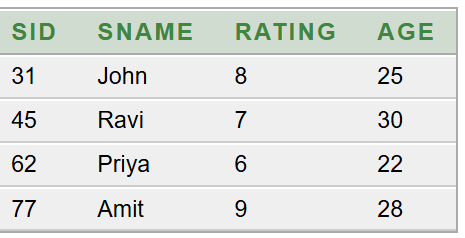 SID SNAME RATING AGE
31 John 8 25
45 Ravi 7 30
62 Priya 6 22
77 Amit 9 28